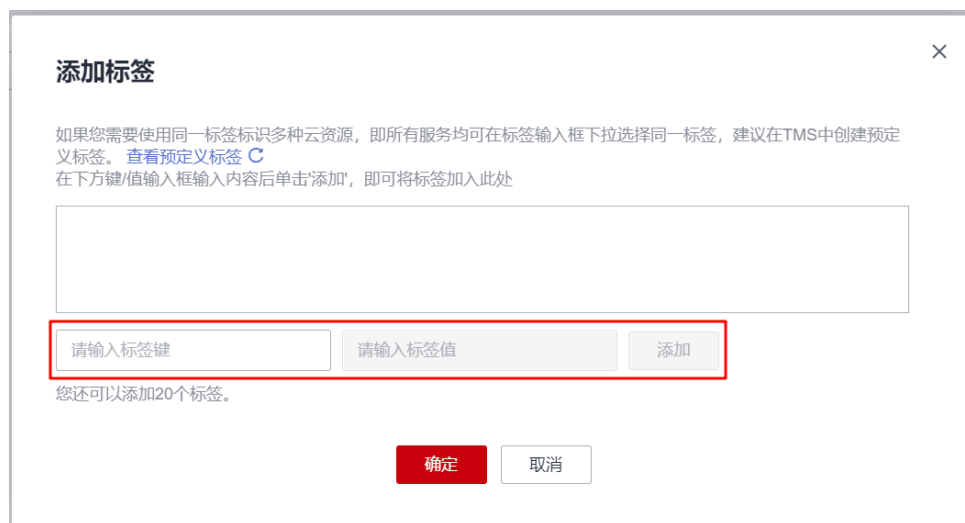 添加标签
如果您需要使用同一标签标识多种云资源，即所有服务均可在标签输入框下拉选择同一标签，建议在TMS中创建预定
义标签。 查看预定义标签
在下方键/值输入框输入内容后单击'添加'，即可将标签加入此处
请输入标签键 请输入标签值 添加
您还可以添加20个标签。
确定 取消